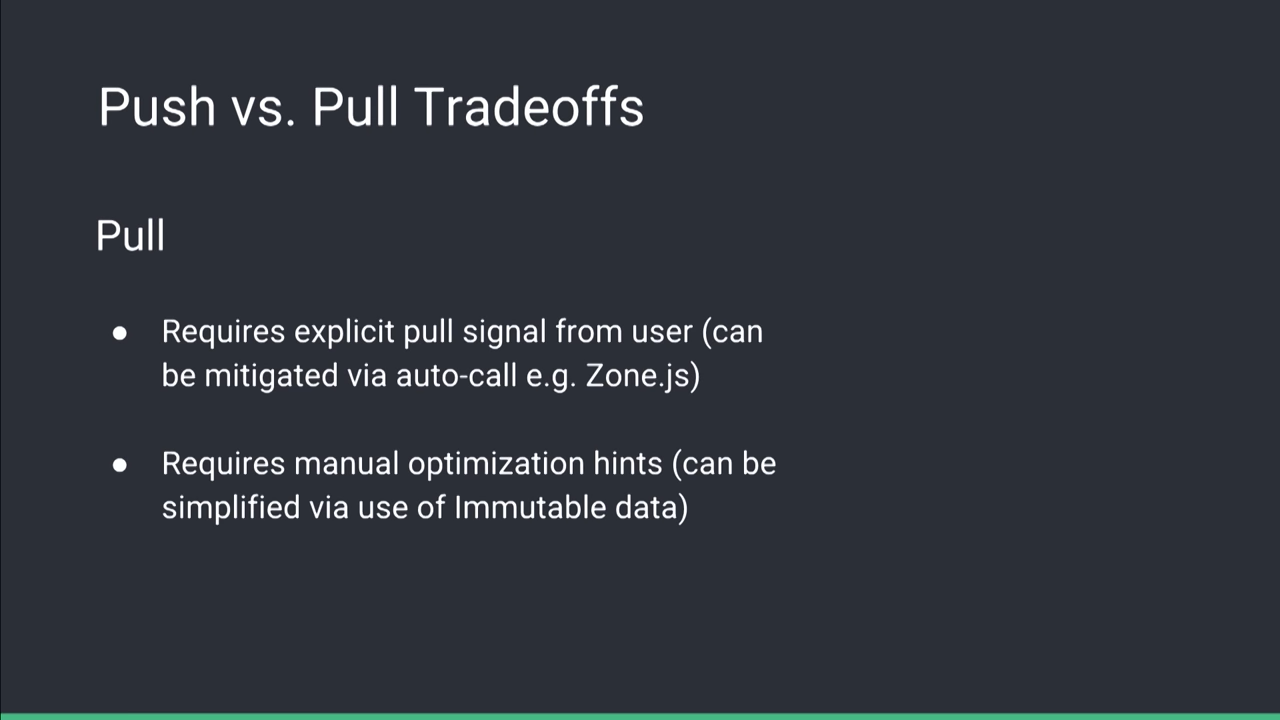 Push vs. Pull Tradeoffs
Pull
● Requires explicit pull signal from user (can
be mitigated via auto-call e.g. Zone.js)
● Requires manual optimization hints (can be
simplified via use of Immutable data)